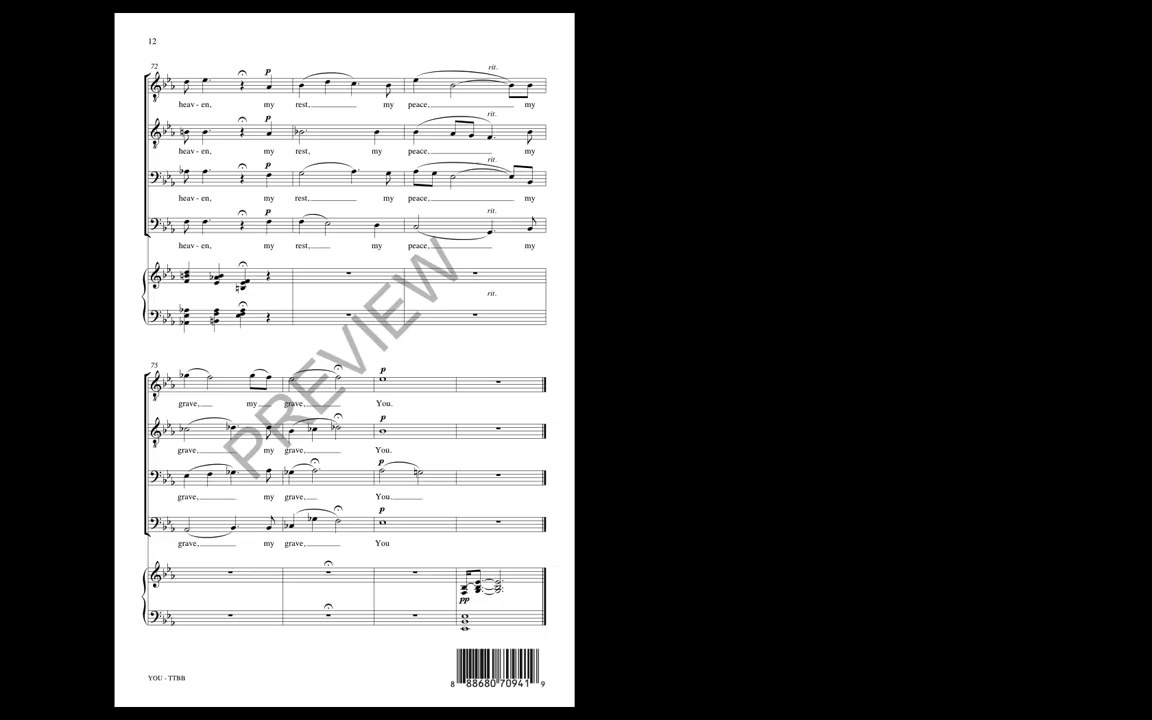 12
72
p
rit.
heav - en, my rest, my peace, my
p
rit.
heav - en, my rest, my peace, my
p
rit.
heav - en, my rest, my peace, my
p
rit.
heav - en, my rest, my peace, my
rit.
PREVIEW
75
p
grave, my grave, You.
p
grave, my grave, You.
p
grave, my grave, You.
p
grave, my grave, You
pp
YOU - TTBB
8 88680 70941 9